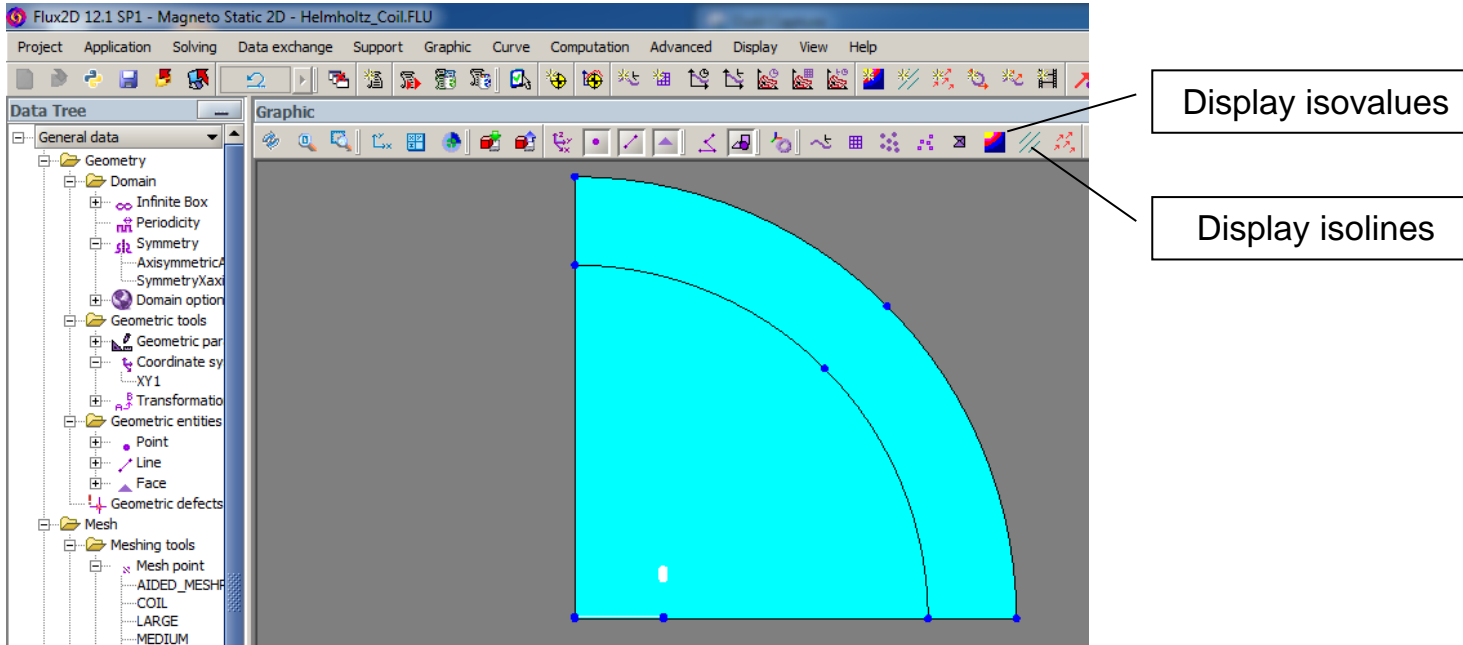 Flux2D 12.1 SP1 - Magneto Static 2D - Helmholtz_Coil.FLU
Project Application Solving Data exchange Support Graphic Curve Computation Advanced Display View Help
Data Tree
Graphic
General data
Geometry
Domain
Infinite Box
Periodicity
Symmetry
AxisymmetricA
SymmetryXaxi
Domain option
Geometric tools
Geometric par
Coordinate sy
XY1
Transformatio
Geometric entities
Point
Line
Face
Geometric defects
Mesh
Meshing tools
Mesh point
AIDED_MESHP
COIL
LARGE
MEDIUM
Display isovalues
Display isolines